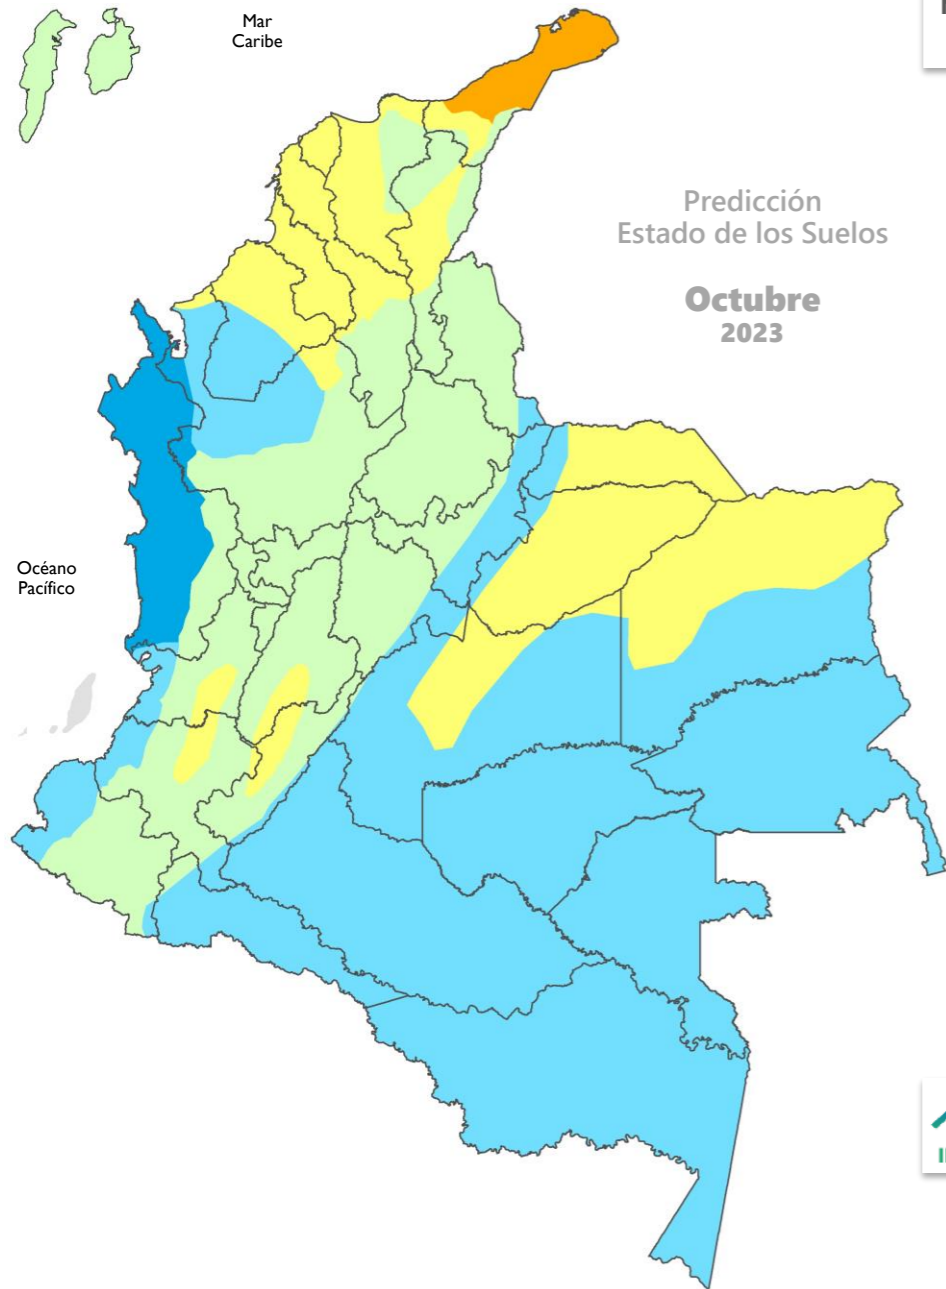 Mar
Caribe
Predicción
Estado de los Suelos
Octubre
2023
Océano
Pacífico